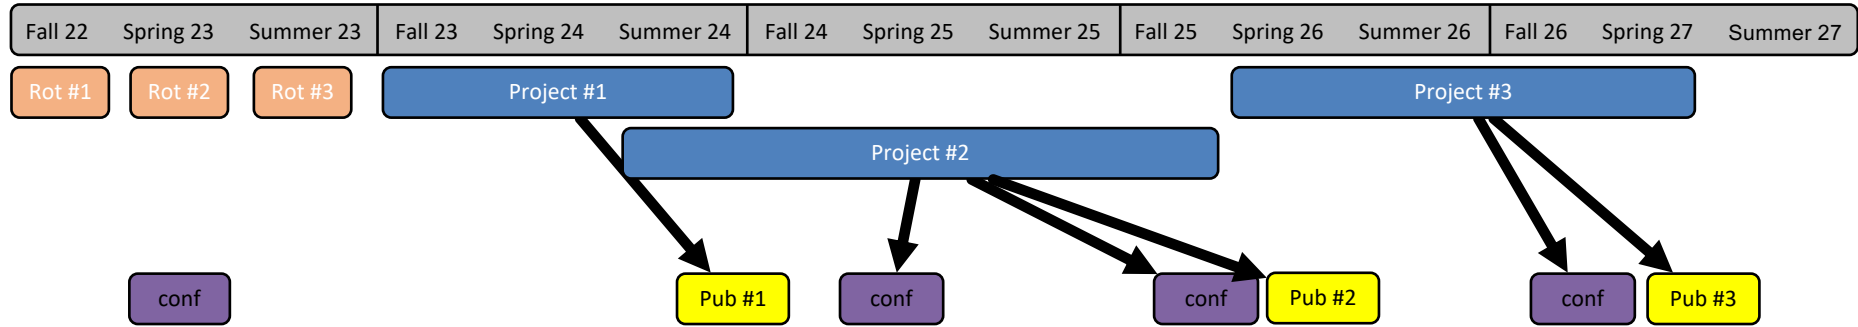 Fall 22 Spring 23 Summer 23 Fall 23 Spring 24 Summer 24 Fall 24 Spring 25 Summer 25 Fall 25 Spring 26 Summer 26 Fall 26 Spring 27 Summer 27
Rot #1 Rot #2 Rot #3 Project #1 Project #3
Project #2
conf Pub #1 conf conf Pub #2 conf Pub #3